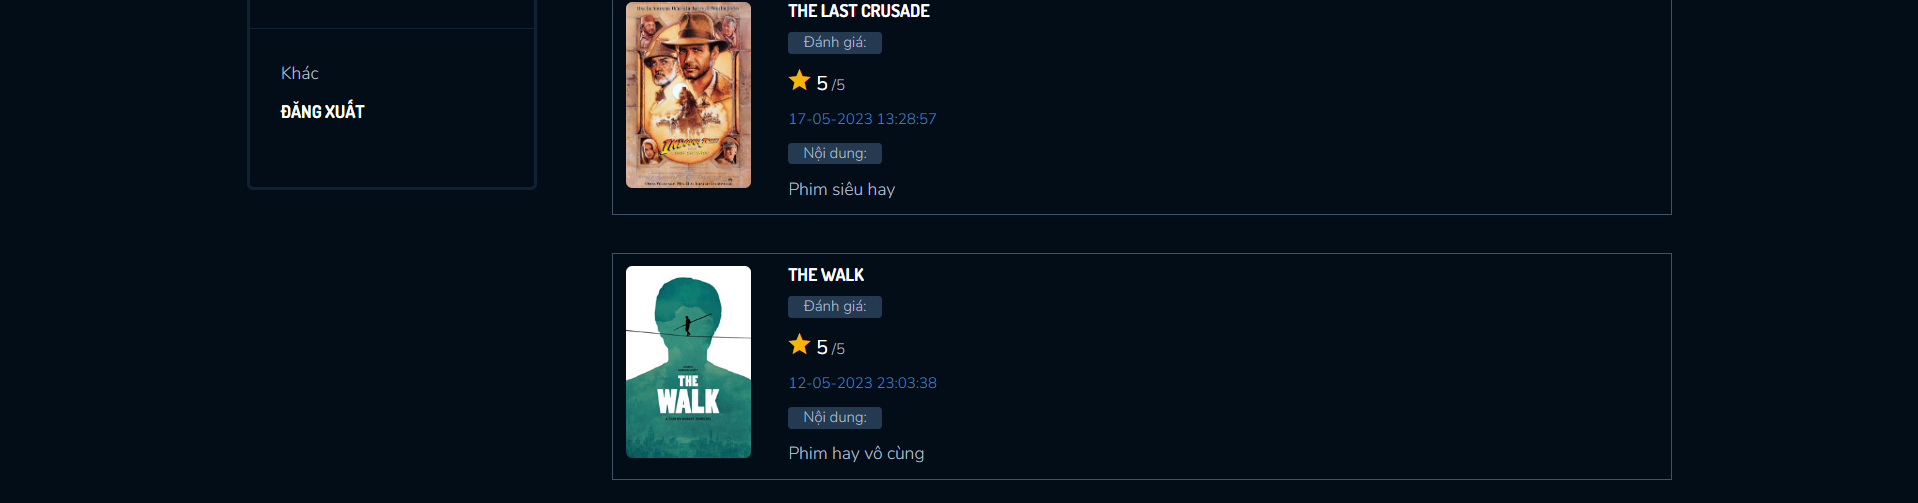 Khác
ĐĂNG XUẤT
THE LAST CRUSADE
Đánh giá:
5 /5
17-05-2023 13:28:57
Nội dung:
Phim siêu hay
THE WALK
Đánh giá:
5 /5
12-05-2023 23:03:38
Nội dung:
Phim hay vô cùng
THE
WALK